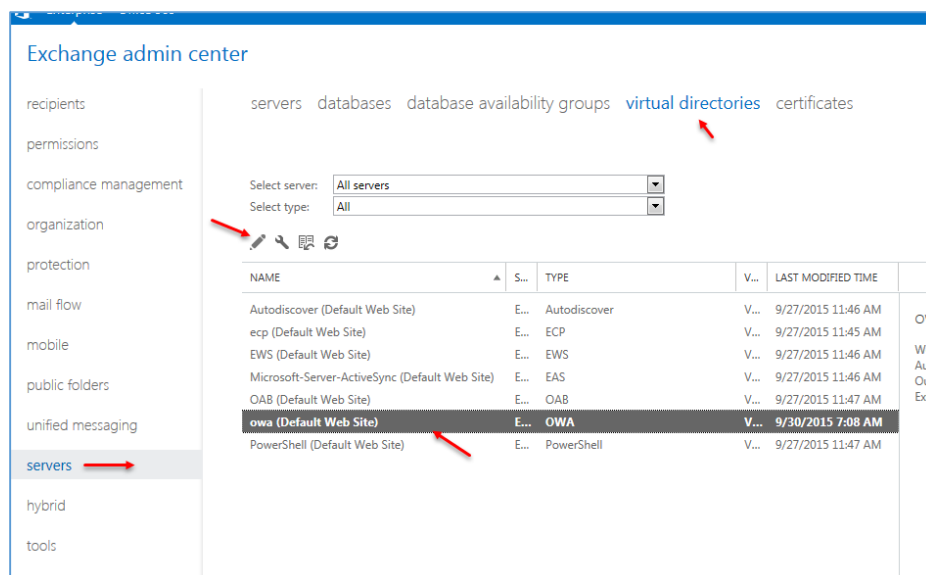 Exchange admin center
recipients
permissions
compliance management
organization
protection
mail flow
mobile
public folders
unified messaging
servers
hybrid
tools
servers databases database availability groups virtual directories certificates
Select server: All servers
Select type: All
NAME S... TYPE V... LAST MODIFIED TIME
Autodiscover (Default Web Site) E... Autodiscover V... 9/27/2015 11:46 AM
ecp (Default Web Site) E... ECP V... 9/27/2015 11:45 AM
EWS (Default Web Site) E... EWS V... 9/27/2015 11:46 AM
Microsoft-Server-ActiveSync (Default Web Site) E... EAS V... 9/27/2015 11:46 AM
OAB (Default Web Site) E... OAB V... 9/27/2015 11:47 AM
owa (Default Web Site) E... OWA V... 9/30/2015 7:08 AM
PowerShell (Default Web Site) E... PowerShell V... 9/27/2015 11:47 AM